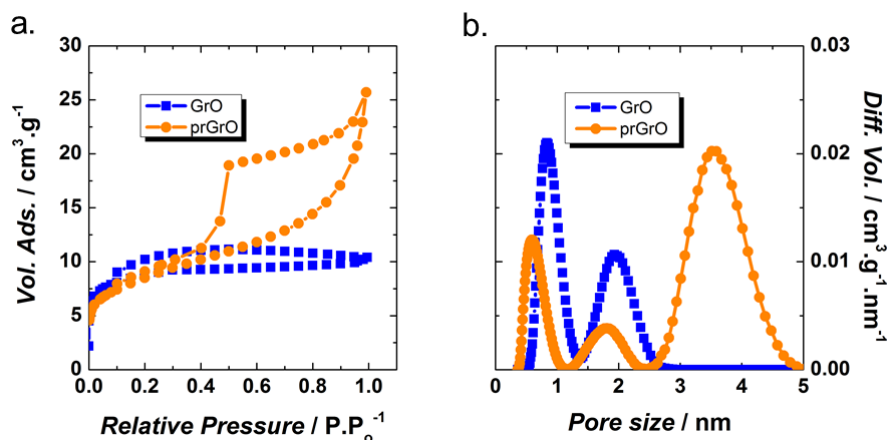 a.
30
25
20
15
10
5
0
Vol. Ads. / cm³.g⁻¹
GrO
prGrO
0.0 0.2 0.4 0.6 0.8 1.0
Relative Pressure / P.Pₒ⁻¹
b.
GrO
prGrO
0.03
0.02
0.01
0.00
Diff. Vol. / cm³.g⁻¹.nm⁻¹
0 1 2 3 4 5
Pore size / nm